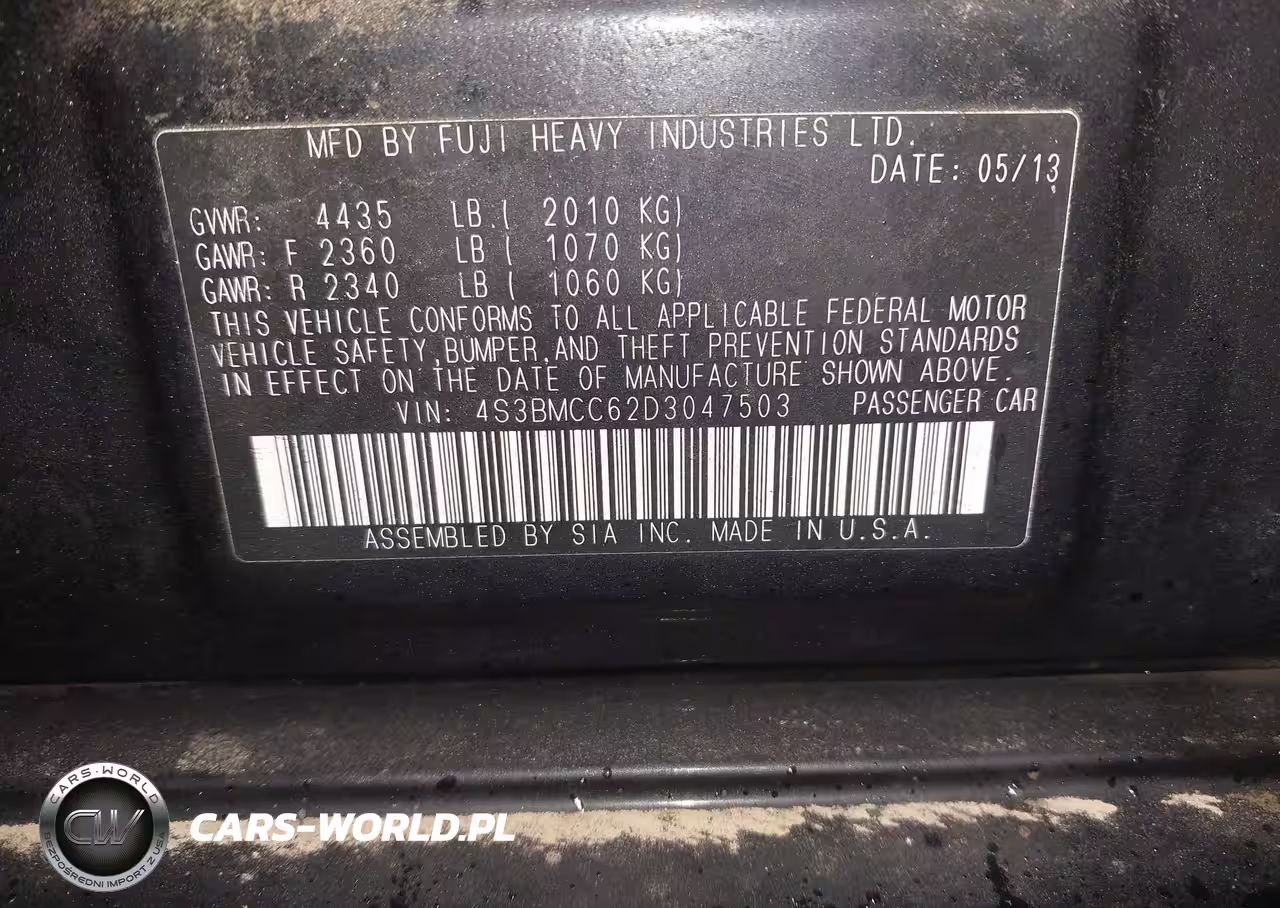 MFD BY FUJI HEAVY INDUSTRIES LTD.
DATE: 05/13
GVWR: 4435 LB.( 2010 KG)
GAWR: F 2360 LB ( 1070 KG)
GAWR: R 2340 LB ( 1060 KG)
THIS VEHICLE CONFORMS TO ALL APPLICABLE FEDERAL MOTOR
VEHICLE SAFETY,BUMPER,AND THEFT PREVENTION STANDARDS
IN EFFECT ON THE DATE OF MANUFACTURE SHOWN ABOVE.
VIN: 4S3BMCC62D3047503 PASSENGER CAR
ASSEMBLED BY SIA INC. MADE IN U.S.A.
CARS-WORLD
CW
BEZPOŚREDNI IMPORT Z USA
CARS-WORLD.PL